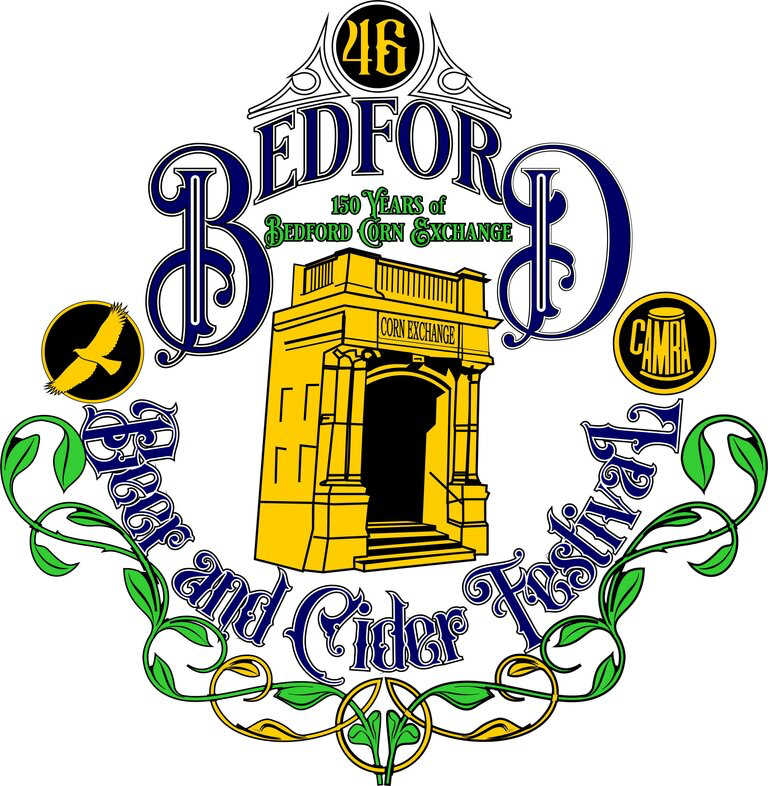 46
BEDFORD
150 YEARS of
BEDFORD CORN EXCHANGE
CORN EXCHANGE
CAMRA
Beer and Cider Festival